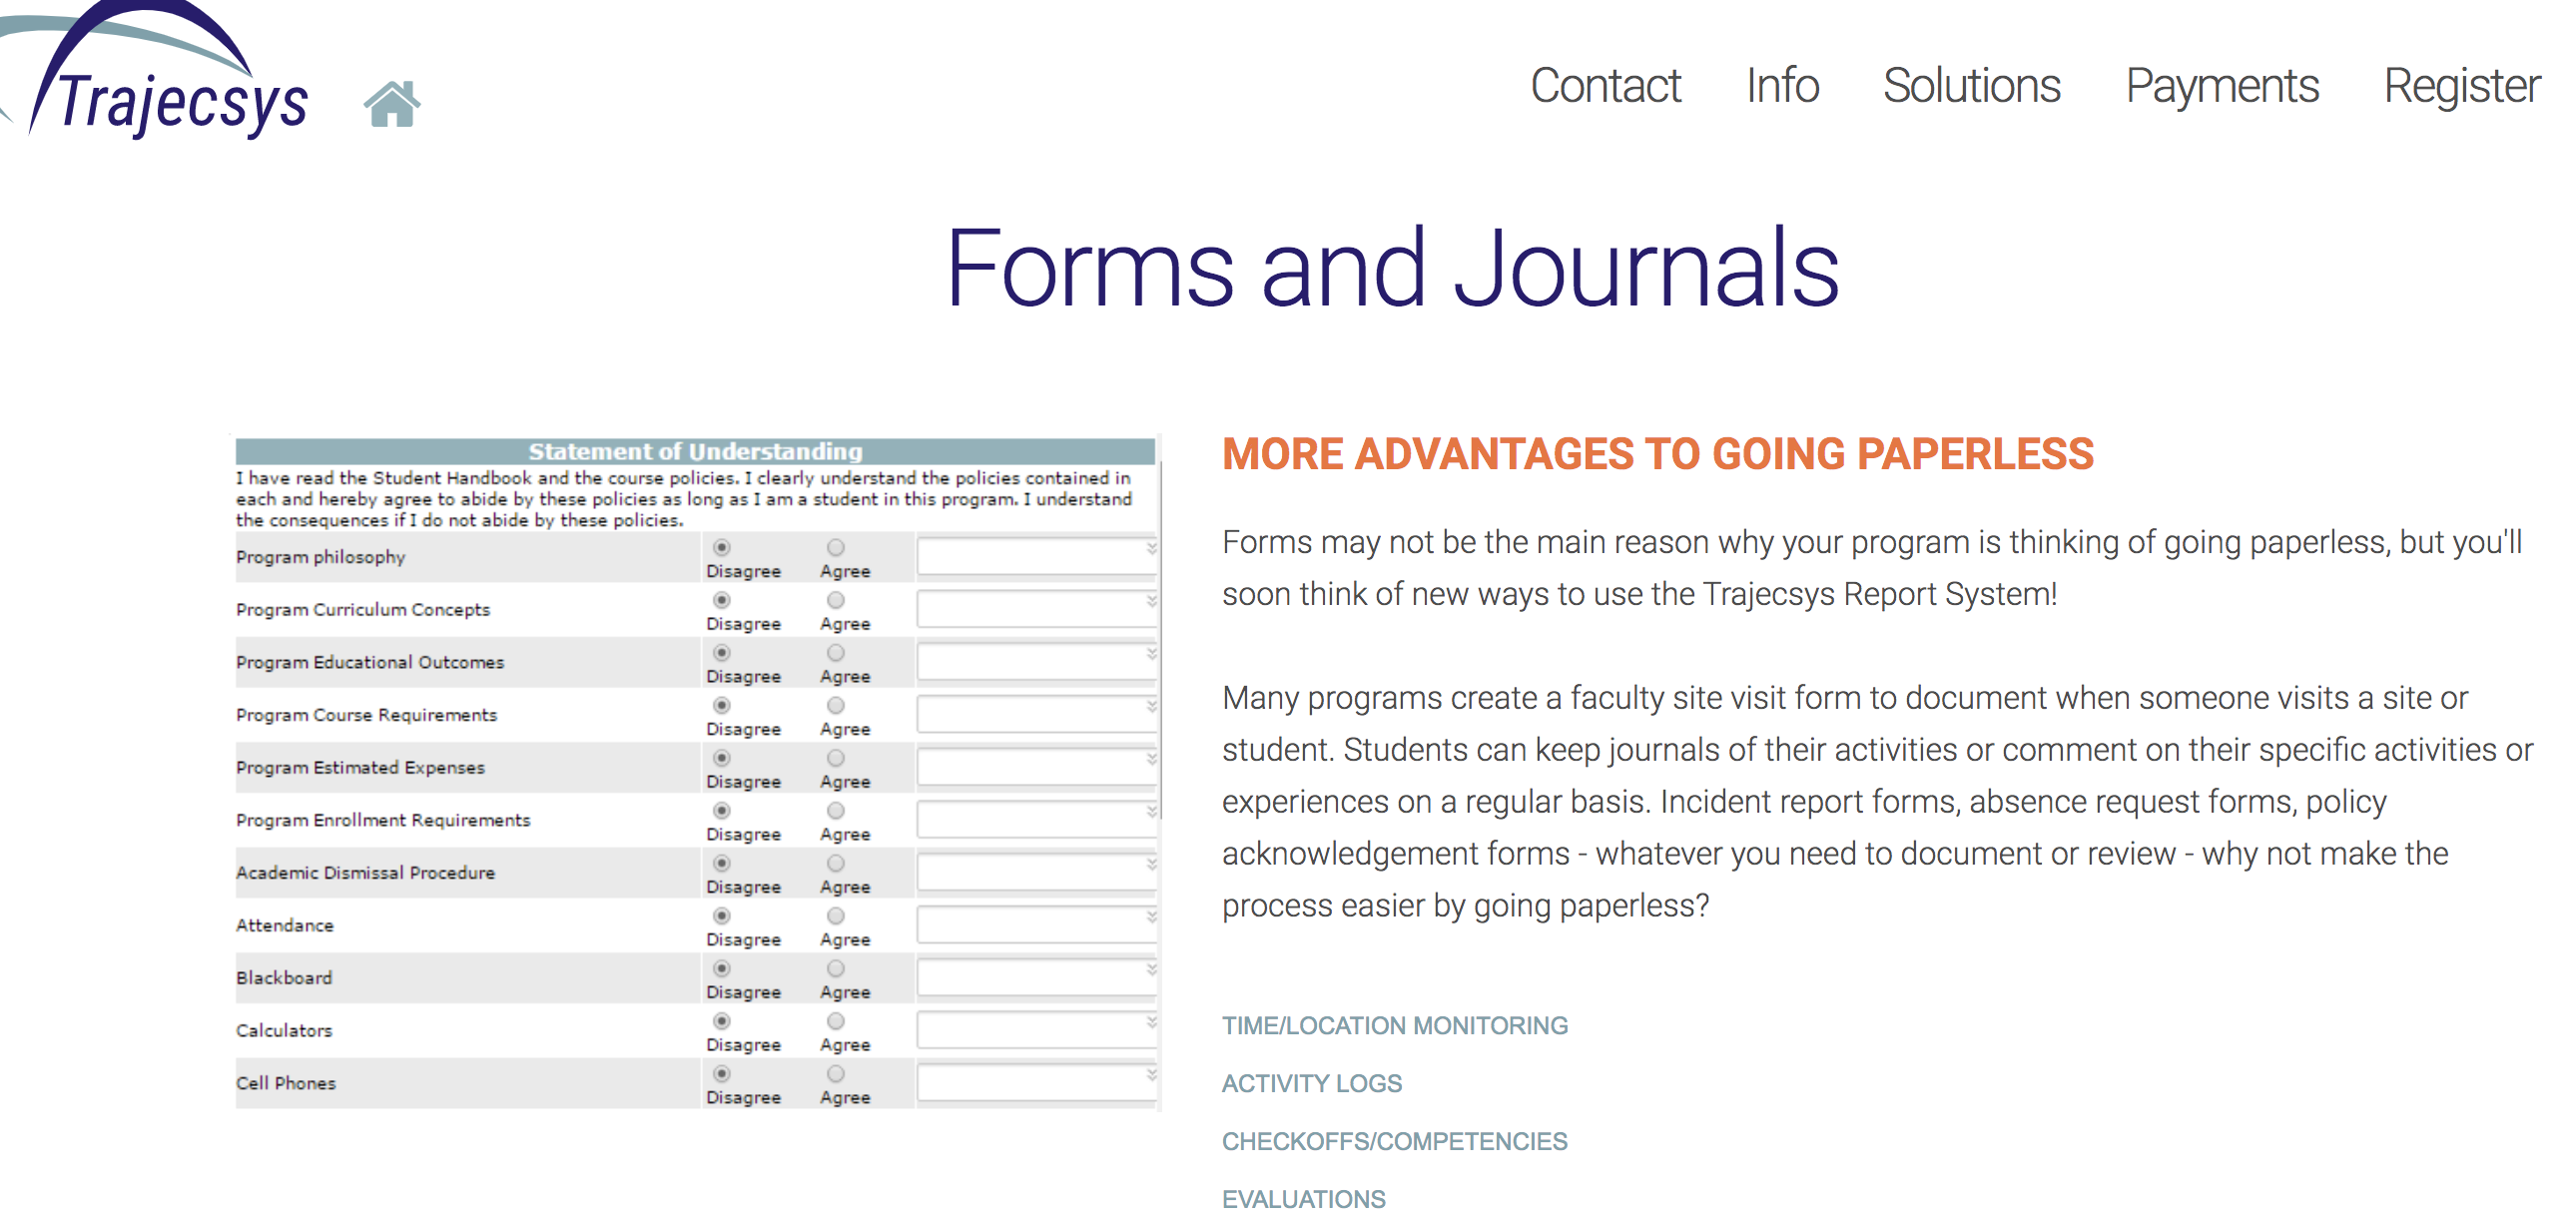 Trajecsys
Contact Info Solutions Payments Register
Forms and Journals
Statement of Understanding
I have read the Student Handbook and the course policies. I clearly understand the policies contained in
each and hereby agree to abide by these policies as long as I am a student in this program. I understand
the consequences if I do not abide by these policies.
Program philosophy
Disagree Agree
Program Curriculum Concepts
Disagree Agree
Program Educational Outcomes
Disagree Agree
Program Course Requirements
Disagree Agree
Program Estimated Expenses
Disagree Agree
Program Enrollment Requirements
Disagree Agree
Academic Dismissal Procedure
Disagree Agree
Attendance
Disagree Agree
Blackboard
Disagree Agree
Calculators
Disagree Agree
Cell Phones
Disagree Agree
MORE ADVANTAGES TO GOING PAPERLESS
Forms may not be the main reason why your program is thinking of going paperless, but you'll
soon think of new ways to use the Trajecsys Report System!
Many programs create a faculty site visit form to document when someone visits a site or
student. Students can keep journals of their activities or comment on their specific activities or
experiences on a regular basis. Incident report forms, absence request forms, policy
acknowledgement forms - whatever you need to document or review - why not make the
process easier by going paperless?
TIME/LOCATION MONITORING
ACTIVITY LOGS
CHECKOFFS/COMPETENCIES
EVALUATIONS